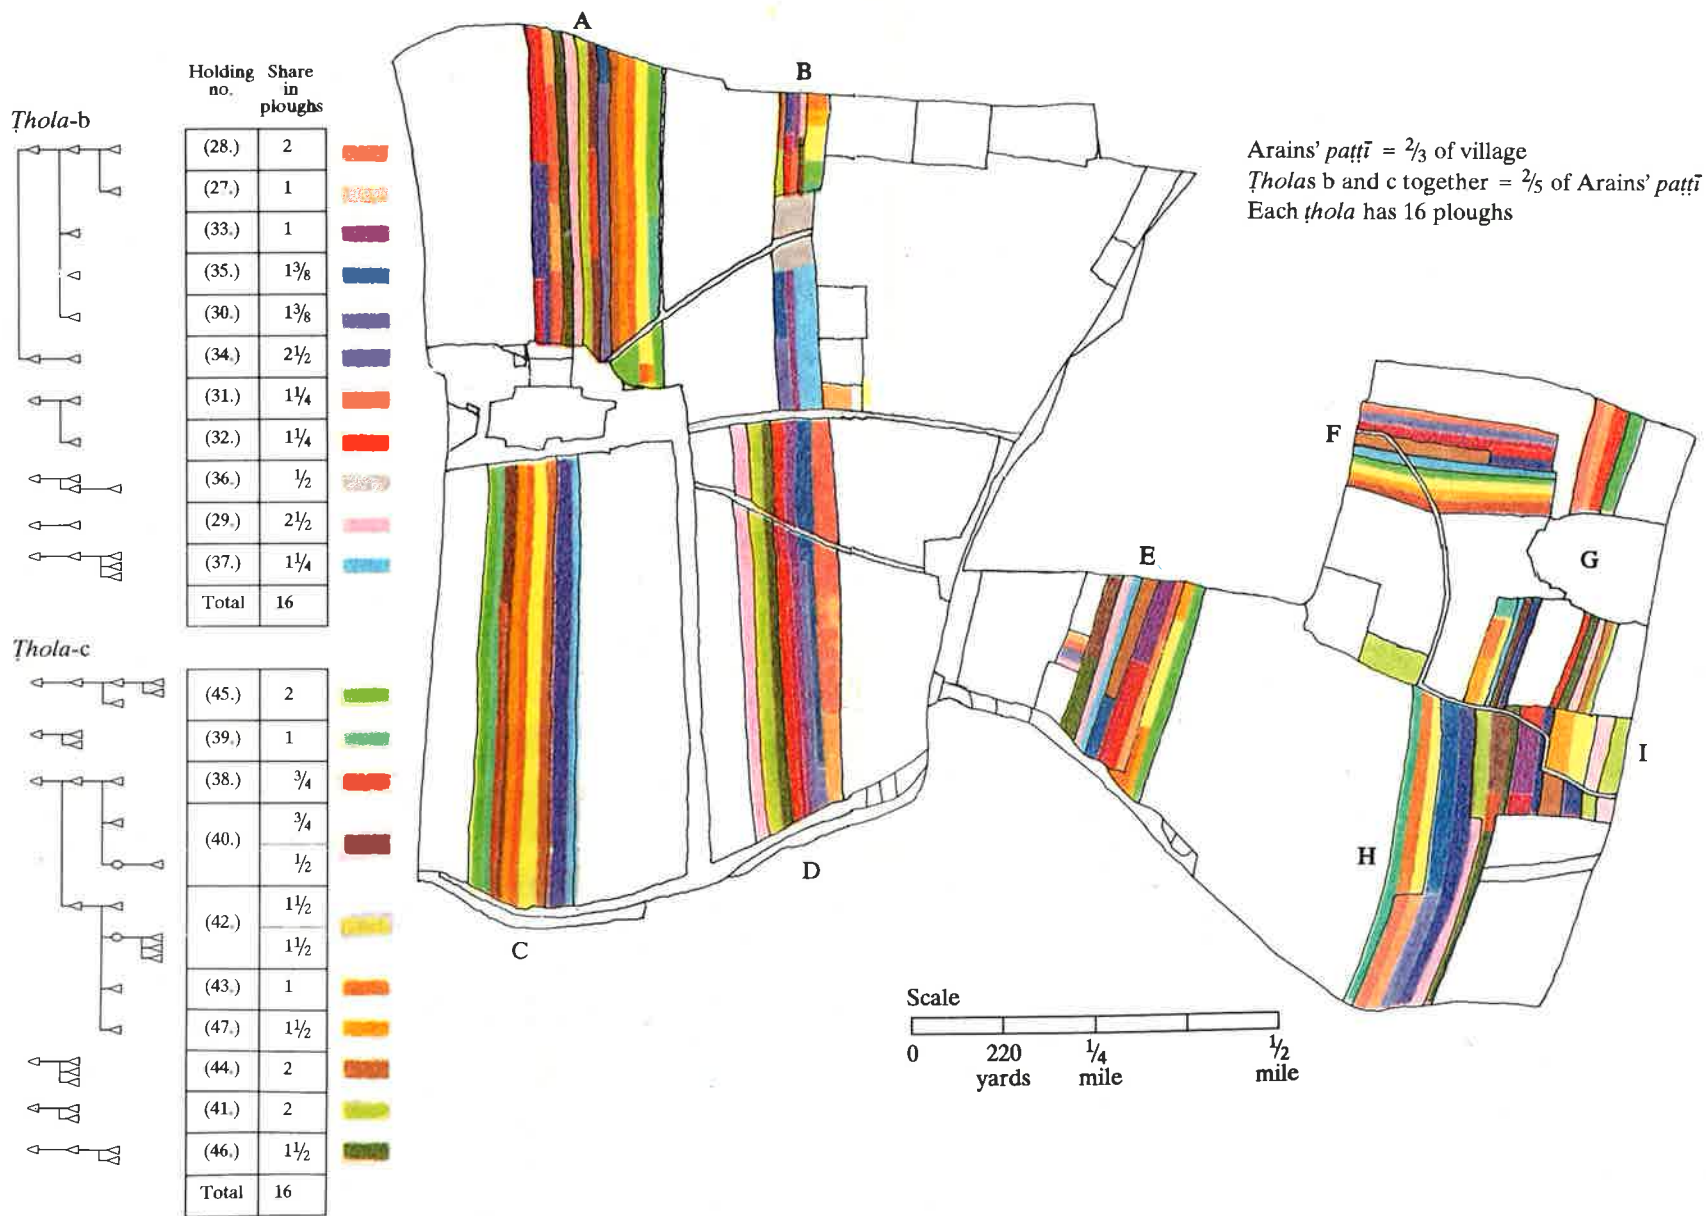 Holding no. Share in ploughs
Ṭhola-b
(28.) 2
(27.) 1
(33.) 1
(35.) 1⅜
(30.) 1⅜
(34.) 2½
(31.) 1¼
(32.) 1¼
(36.) ½
(29.) 2½
(37.) 1¼
Total 16
Ṭhola-c
(45.) 2
(39.) 1
(38.) ¾
(40.) ¾
½
(42.) 1½
1½
(43.) 1
(47.) 1½
(44.) 2
(41.) 2
(46.) 1½
Total 16
A
B
C
D
E
F
G
H
I
Arains' paṭṭī = ⅔ of village
Ṭholas b and c together = ⅖ of Arains' paṭṭī
Each ṭhola has 16 ploughs
Scale
0 220 yards ¼ mile ½ mile